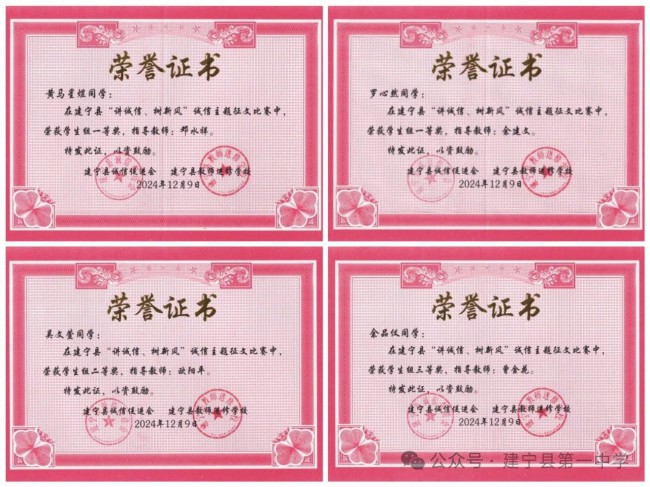 荣誉证书
黄马星煜同学：
在建宁县“讲诚信、树新风”诚信主题征文比赛中，
荣获学生组一等奖，指导教师：邓水祥。
特发此证，以资鼓励。
建宁县诚信促进会 建宁县教师进修学校
2024年12月9日
荣誉证书
罗心然同学：
在建宁县“讲诚信、树新风”诚信主题征文比赛中，
荣获学生组一等奖，指导教师：余建文。
特发此证，以资鼓励。
建宁县诚信促进会 建宁县教师进修学校
2024年12月9日
荣誉证书
吴文萱同学：
在建宁县“讲诚信、树新风”诚信主题征文比赛中，
荣获学生组二等奖，指导教师：欧阳平。
特发此证，以资鼓励。
建宁县诚信促进会 建宁县教师进修学校
2024年12月9日
荣誉证书
余品仪同学：
在建宁县“讲诚信、树新风”诚信主题征文比赛中，
荣获学生组三等奖，指导教师：曹金花。
特发此证，以资鼓励。
建宁县诚信促进会 建宁县教师进修学校
2024年12月9日
公众号·建宁县第一中学